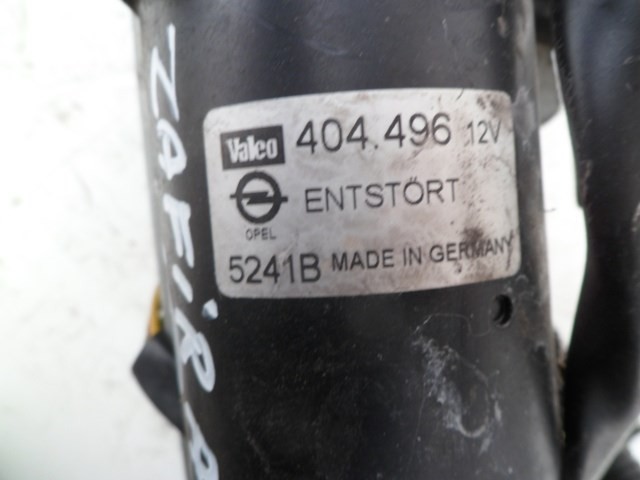 Valeo 404.496 12V
ENTSTÖRT
OPEL
5241B MADE IN GERMANY
ZAFIRA